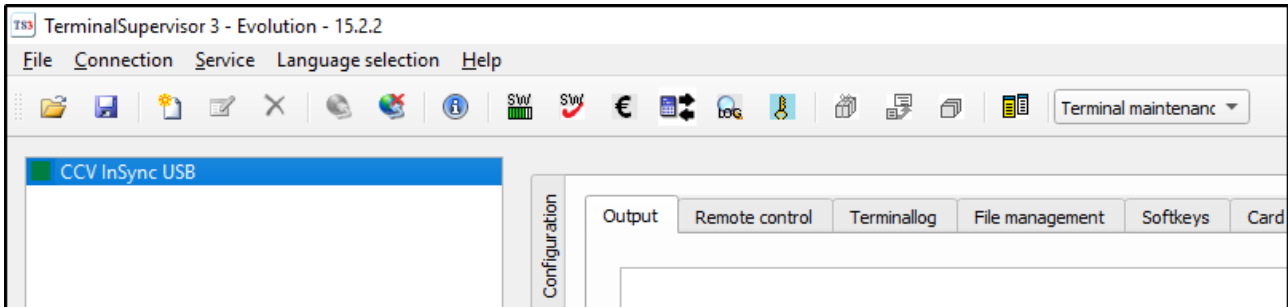 TS3 TerminalSupervisor 3 - Evolution - 15.2.2
File Connection Service Language selection Help
SW SW € LOG Terminal maintenanc
CCV InSync USB
Configuration
Output Remote control Terminallog File management Softkeys Card